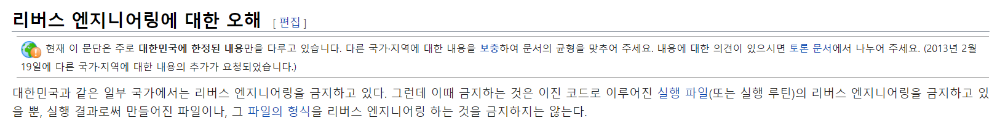 리버스 엔지니어링에 대한 오해 [ 편집 ]
현재 이 문단은 주로 대한민국에 한정된 내용만을 다루고 있습니다. 다른 국가·지역에 대한 내용을 보충하여 문서의 균형을 맞추어 주세요. 내용에 대한 의견이 있으시면 토론 문서에서 나누어 주세요. (2013년 2월
19일에 다른 국가·지역에 대한 내용의 추가가 요청되었습니다.)
대한민국과 같은 일부 국가에서는 리버스 엔지니어링을 금지하고 있다. 그런데 이때 금지하는 것은 이진 코드로 이루어진 실행 파일(또는 실행 루틴)의 리버스 엔지니어링을 금지하고 있
을 뿐, 실행 결과로써 만들어진 파일이나, 그 파일의 형식을 리버스 엔지니어링 하는 것을 금지하지는 않는다.